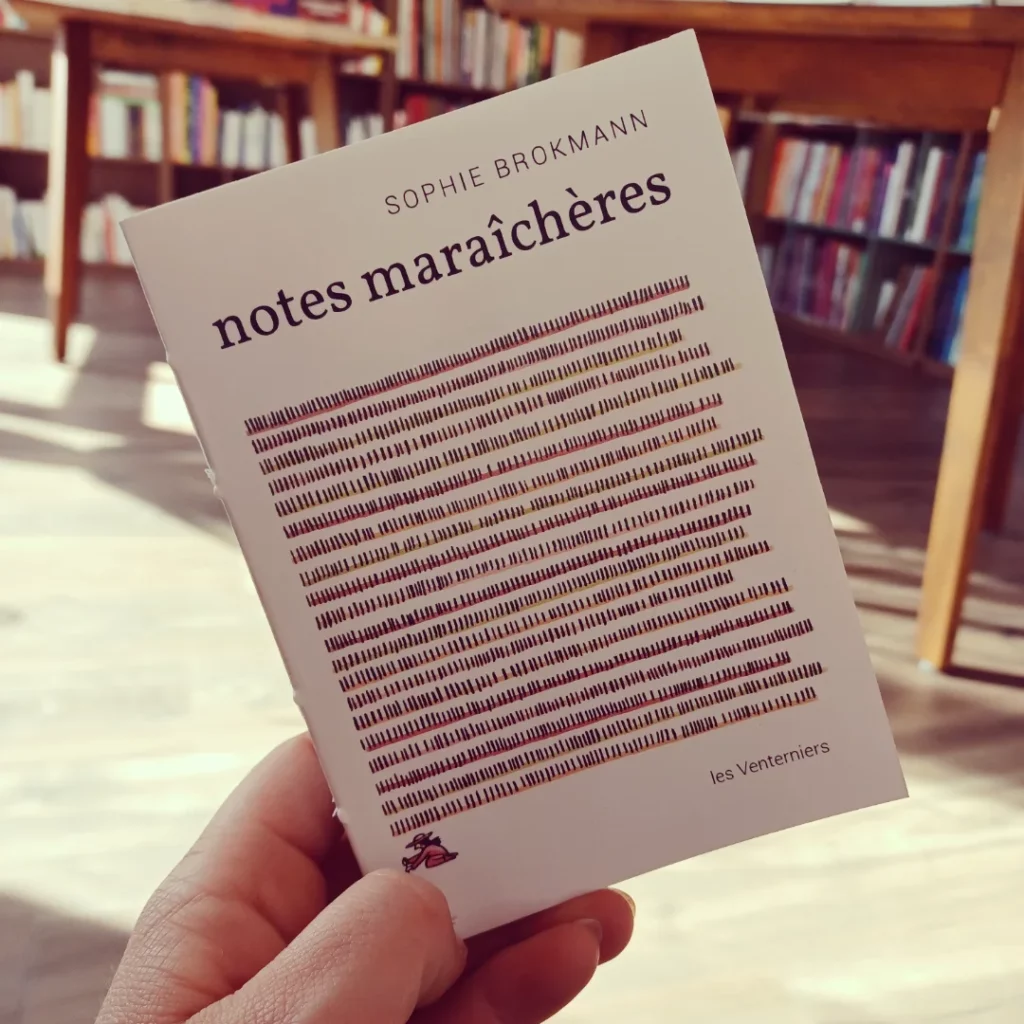 SOPHIE BROKMANN
notes maraîchères
les Venterniers